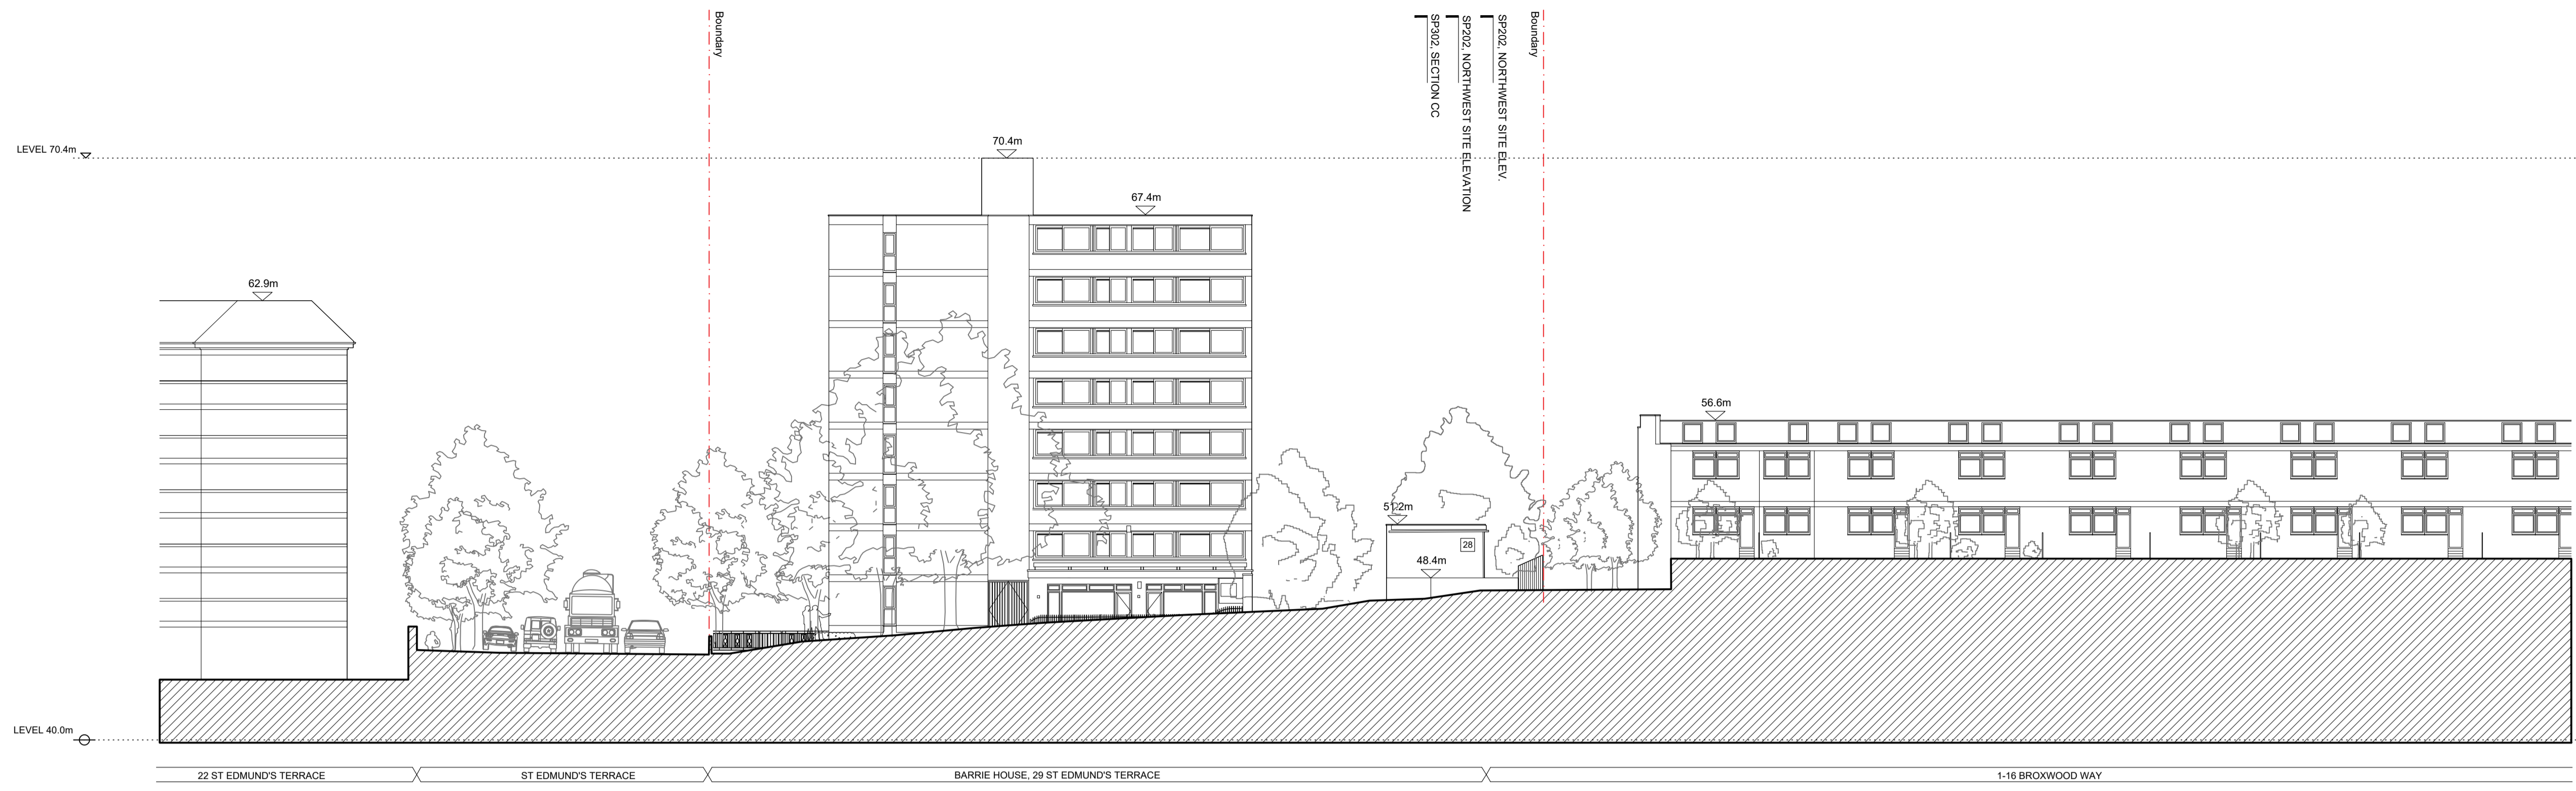 Boundary
SP302, SECTION CC
SP202, NORTHWEST SITE ELEVATION
SP202, NORTHWEST SITE ELEV.
Boundary
LEVEL 70.4m
70.4m
67.4m
62.9m
56.6m
51.2m
28
48.4m
LEVEL 40.0m
22 ST EDMUND'S TERRACE
ST EDMUND'S TERRACE
BARRIE HOUSE, 29 ST EDMUND'S TERRACE
1-16 BROXWOOD WAY